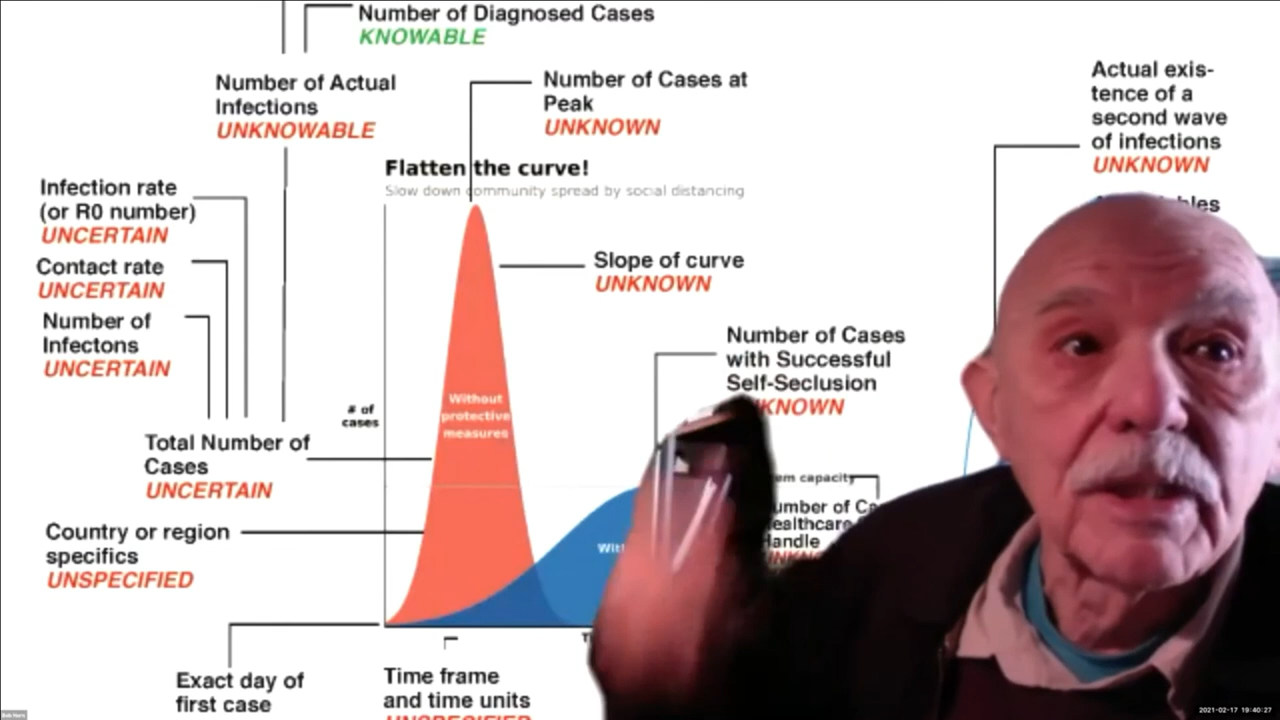 Number of Diagnosed Cases
KNOWABLE
Number of Actual
Infections
UNKNOWABLE
Number of Cases at
Peak
UNKNOWN
Actual exis-
tence of a
second wave
of infections
UNKNOWN
Flatten the curve!
Slow down community spread by social distancing
Infection rate
(or R0 number)
UNCERTAIN
Contact rate
UNCERTAIN
Number of
Infectons
UNCERTAIN
Slope of curve
UNKNOWN
Number of Cases
with Successful
Self-Seclusion
Without
protective
measures
# of
cases
Total Number of
Cases
UNCERTAIN
capacity
Country or region
specifics
UNSPECIFIED
Exact day of
first case
Time frame
and time units
UNSPECIFIED
2021-02-17 19:40:27